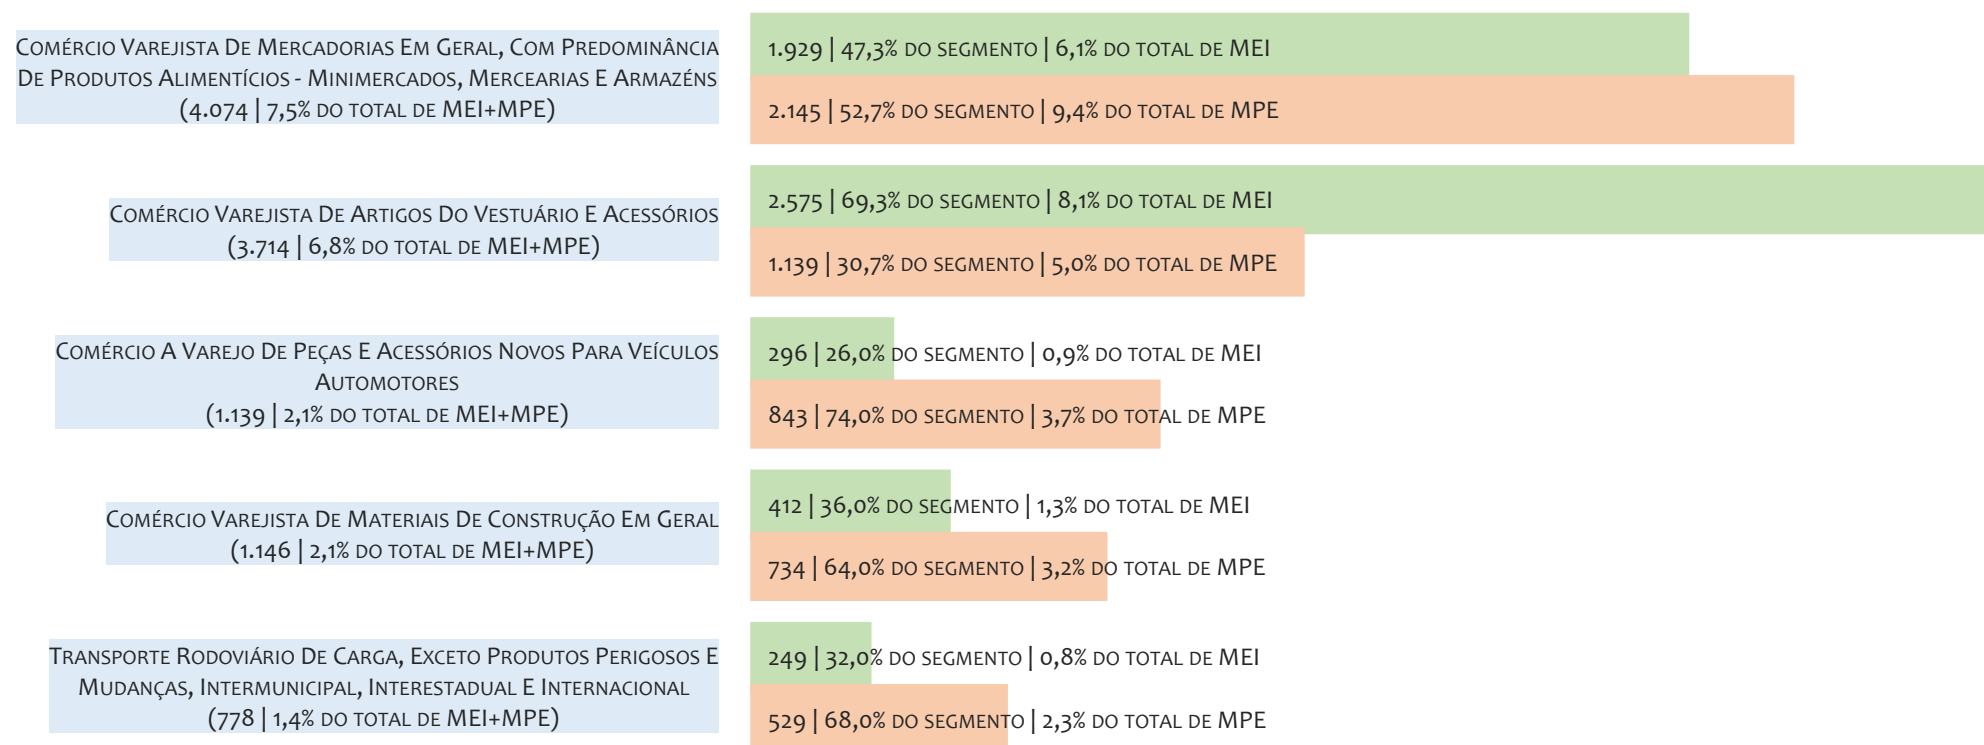 Comércio Varejista De Mercadorias Em Geral, Com Predominância
De Produtos Alimentícios - Minimercados, Mercearias E Armazéns
(4.074 | 7,5% do total de MEI+MPE)
1.929 | 47,3% do segmento | 6,1% do total de MEI
2.145 | 52,7% do segmento | 9,4% do total de MPE
Comércio Varejista De Artigos Do Vestuário E Acessórios
(3.714 | 6,8% do total de MEI+MPE)
2.575 | 69,3% do segmento | 8,1% do total de MEI
1.139 | 30,7% do segmento | 5,0% do total de MPE
Comércio A Varejo De Peças E Acessórios Novos Para Veículos
Automotores
(1.139 | 2,1% do total de MEI+MPE)
296 | 26,0% do segmento | 0,9% do total de MEI
843 | 74,0% do segmento | 3,7% do total de MPE
Comércio Varejista De Materiais De Construção Em Geral
(1.146 | 2,1% do total de MEI+MPE)
412 | 36,0% do segmento | 1,3% do total de MEI
734 | 64,0% do segmento | 3,2% do total de MPE
Transporte Rodoviário De Carga, Exceto Produtos Perigosos E
Mudanças, Intermunicipal, Interestadual E Internacional
(778 | 1,4% do total de MEI+MPE)
249 | 32,0% do segmento | 0,8% do total de MEI
529 | 68,0% do segmento | 2,3% do total de MPE